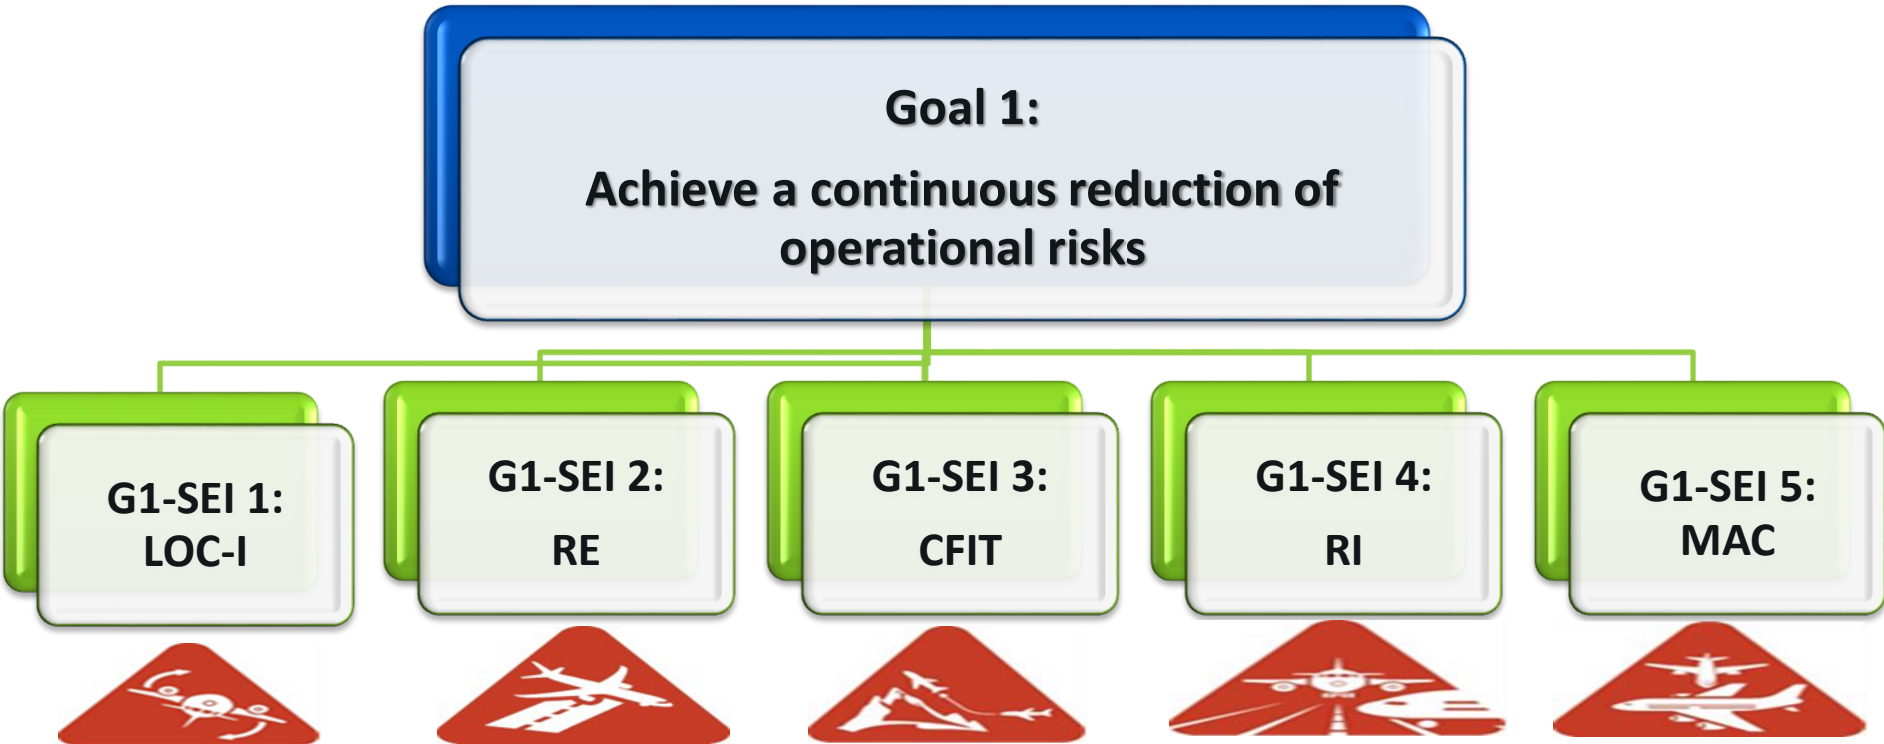 Goal 1:
Achieve a continuous reduction of
operational risks
G1-SEI 1:
LOC-I
G1-SEI 2:
RE
G1-SEI 3:
CFIT
G1-SEI 4:
RI
G1-SEI 5:
MAC